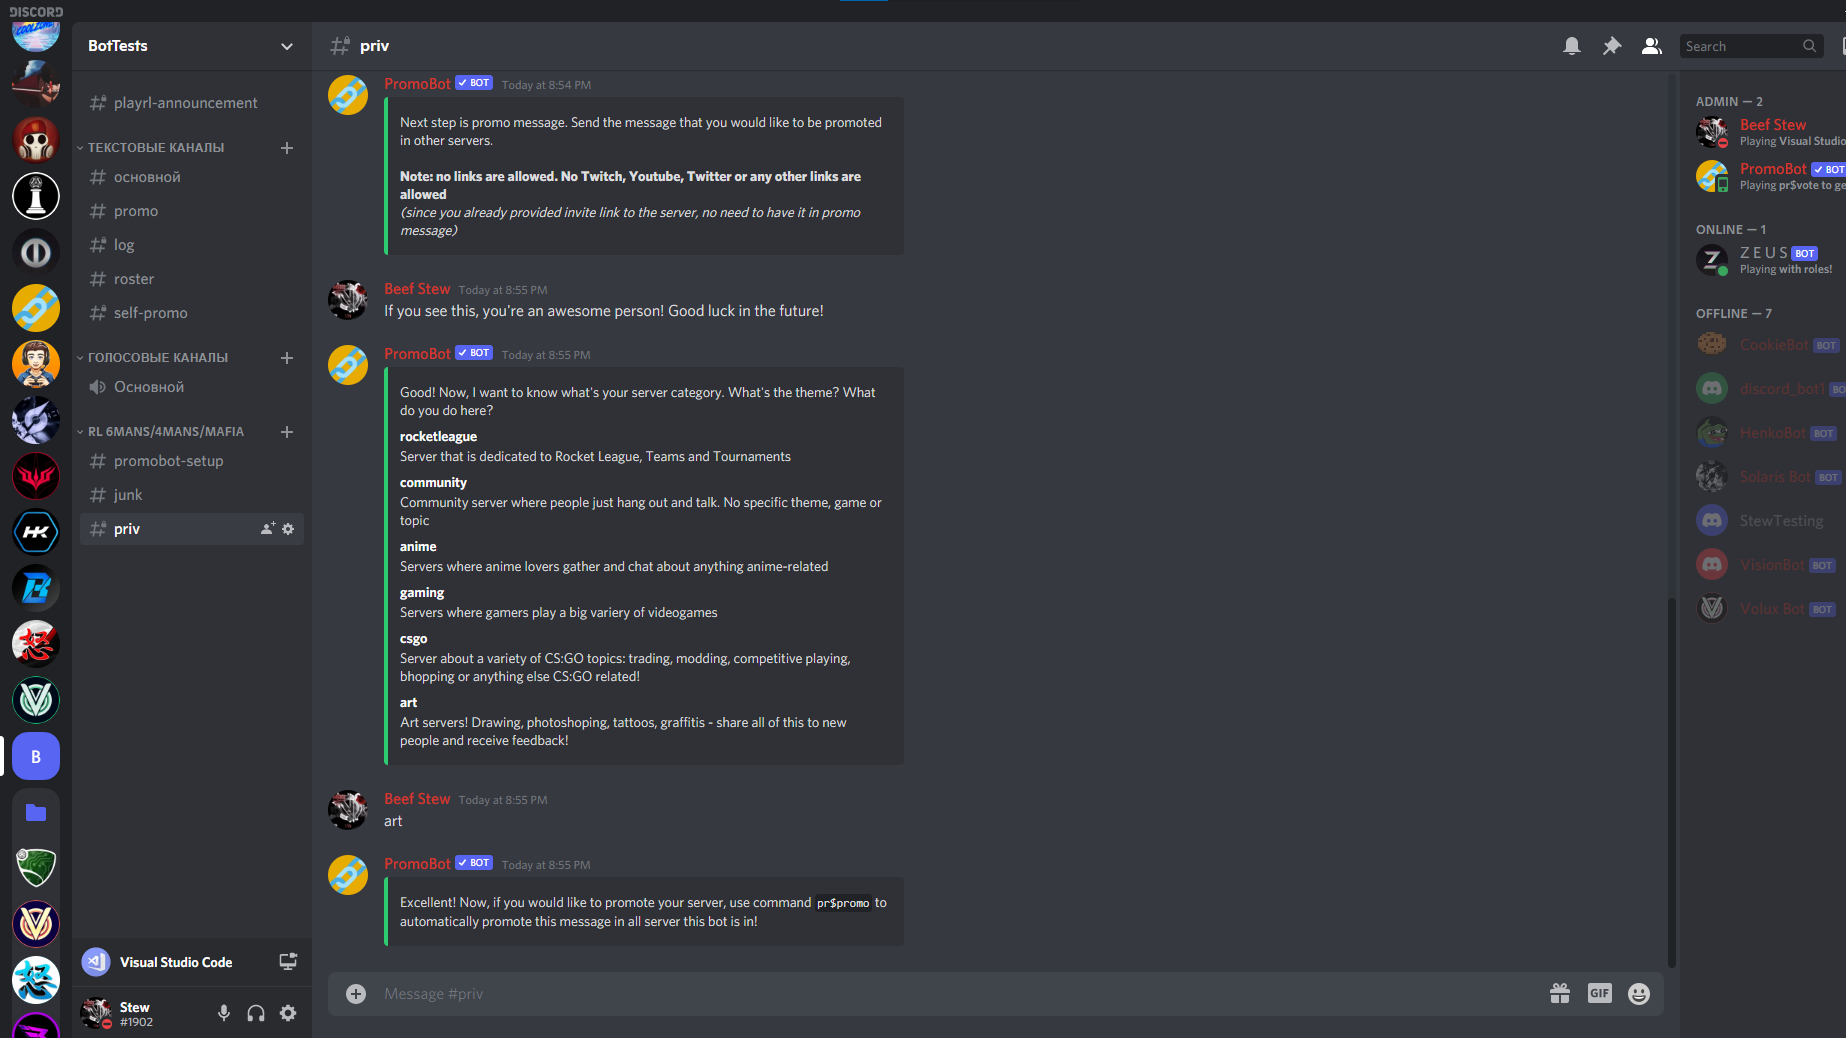 DISCORD
BotTests
playrl-announcement
ТЕКСТОВЫЕ КАНАЛЫ
основной
promo
log
roster
self-promo
ГОЛОСОВЫЕ КАНАЛЫ
Основной
RL 6MANS/4MANS/MAFIA
promobot-setup
junk
priv
Visual Studio Code
Stew
#1902
B
HK
priv
Search
PromoBot BOT Today at 8:54 PM
Next step is promo message. Send the message that you would like to be promoted
in other servers.
Note: no links are allowed. No Twitch, Youtube, Twitter or any other links are
allowed
(since you already provided invite link to the server, no need to have it in promo
message)
Beef Stew Today at 8:55 PM
If you see this, you're an awesome person! Good luck in the future!
PromoBot BOT Today at 8:55 PM
Good! Now, I want to know what's your server category. What's the theme? What
do you do here?
rocketleague
Server that is dedicated to Rocket League, Teams and Tournaments
community
Community server where people just hang out and talk. No specific theme, game or
topic
anime
Servers where anime lovers gather and chat about anything anime-related
gaming
Servers where gamers play a big variery of videogames
csgo
Server about a variety of CS:GO topics: trading, modding, competitive playing,
bhopping or anything else CS:GO related!
art
Art servers! Drawing, photoshoping, tattoos, graffitis - share all of this to new
people and receive feedback!
Beef Stew Today at 8:55 PM
art
PromoBot BOT Today at 8:55 PM
Excellent! Now, if you would like to promote your server, use command pr$promo to
automatically promote this message in all server this bot is in!
Message #priv
GIF
ADMIN — 2
Beef Stew
Playing Visual Studio
PromoBot BOT
Playing pr$vote to ge
ONLINE — 1
Z E U S BOT
Playing with roles!
OFFLINE — 7
CookieBot BOT
discord_bot1 BO
HenkoBot BOT
Solaris Bot BOT
StewTesting
VisionBot BOT
Volux Bot BOT